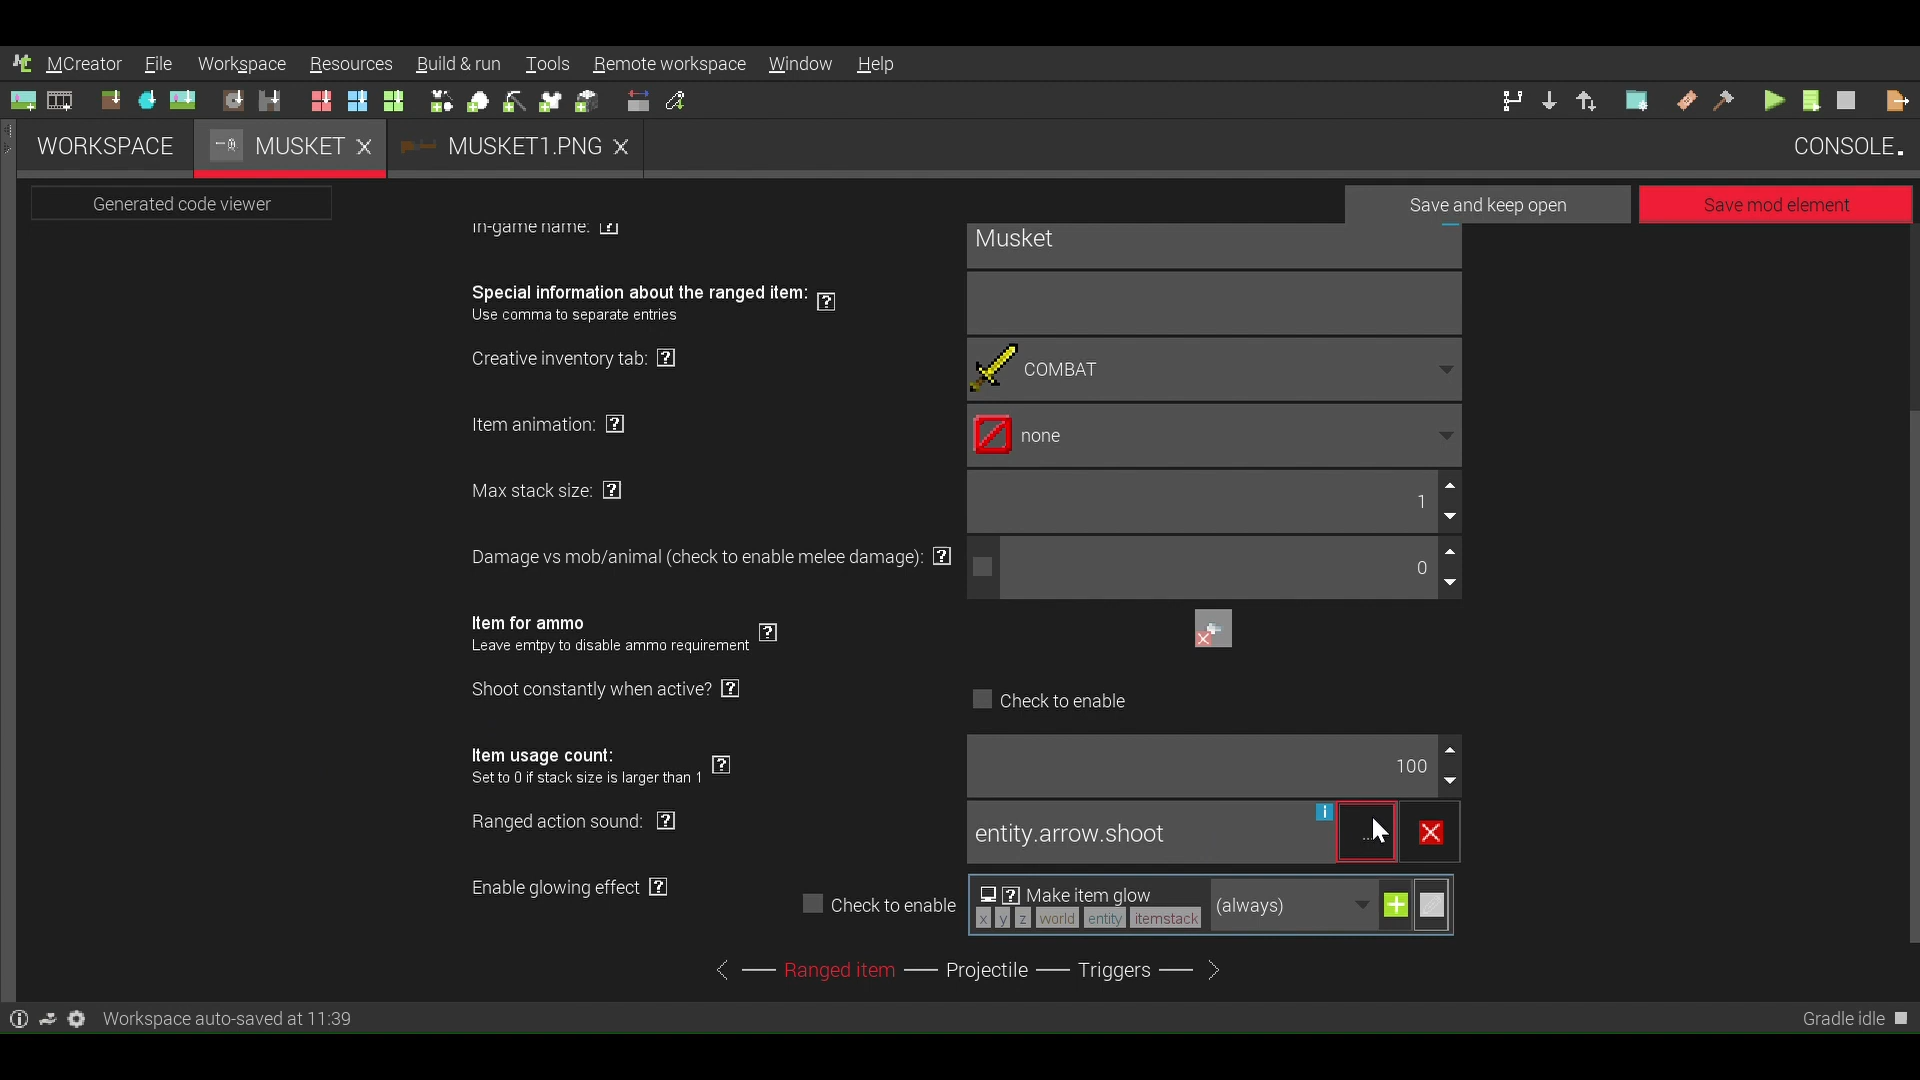 MCreator File Workspace Resources Build & run Tools Remote workspace Window Help
WORKSPACE MUSKET MUSKET1.PNG CONSOLE
Generated code viewer Save and keep open Save mod element
In-game name: ? Musket
Special information about the ranged item: ?
Use comma to separate entries
Creative inventory tab: ? COMBAT
Item animation: ? none
Max stack size: ? 1
Damage vs mob/animal (check to enable melee damage): ? 0
Item for ammo ?
Leave emtpy to disable ammo requirement
Shoot constantly when active? ? Check to enable
Item usage count: ? 100
Set to 0 if stack size is larger than 1
Ranged action sound: ? entity.arrow.shoot i ...
Enable glowing effect ? Check to enable ? Make item glow (always)
x y z world entity itemstack
Ranged item Projectile Triggers
Workspace auto-saved at 11:39 Gradle idle